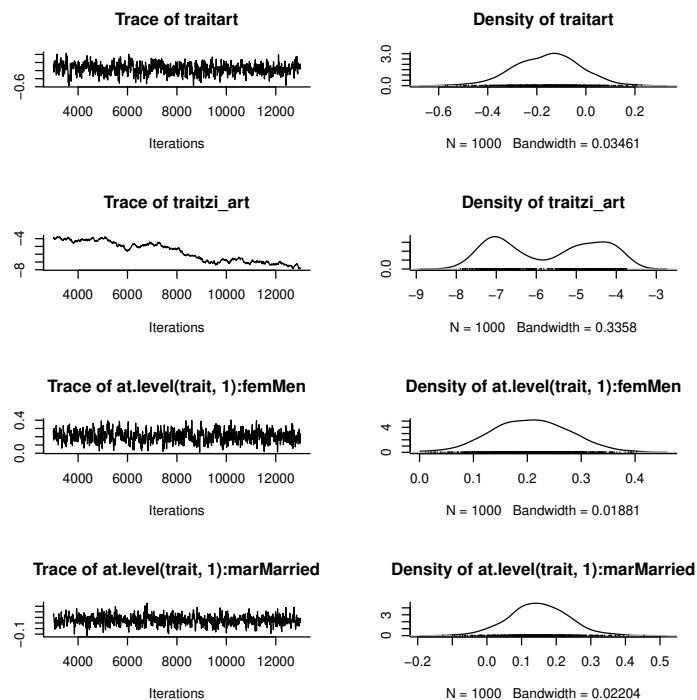 Trace of traitart
Density of traitart
−0.6
4000 6000 8000 10000 12000
Iterations
0.0 3.0
−0.6 −0.4 −0.2 0.0 0.2
N = 1000 Bandwidth = 0.03461
Trace of traitzi_art
Density of traitzi_art
−8 −4
4000 6000 8000 10000 12000
Iterations
0.0
−9 −8 −7 −6 −5 −4 −3
N = 1000 Bandwidth = 0.3358
Trace of at.level(trait, 1):femMen
Density of at.level(trait, 1):femMen
0.0 0.4
4000 6000 8000 10000 12000
Iterations
0 4
0.0 0.1 0.2 0.3 0.4
N = 1000 Bandwidth = 0.01881
Trace of at.level(trait, 1):marMarried
Density of at.level(trait, 1):marMarried
−0.1
4000 6000 8000 10000 12000
Iterations
0 3
−0.2 0.0 0.1 0.2 0.3 0.4 0.5
N = 1000 Bandwidth = 0.02204